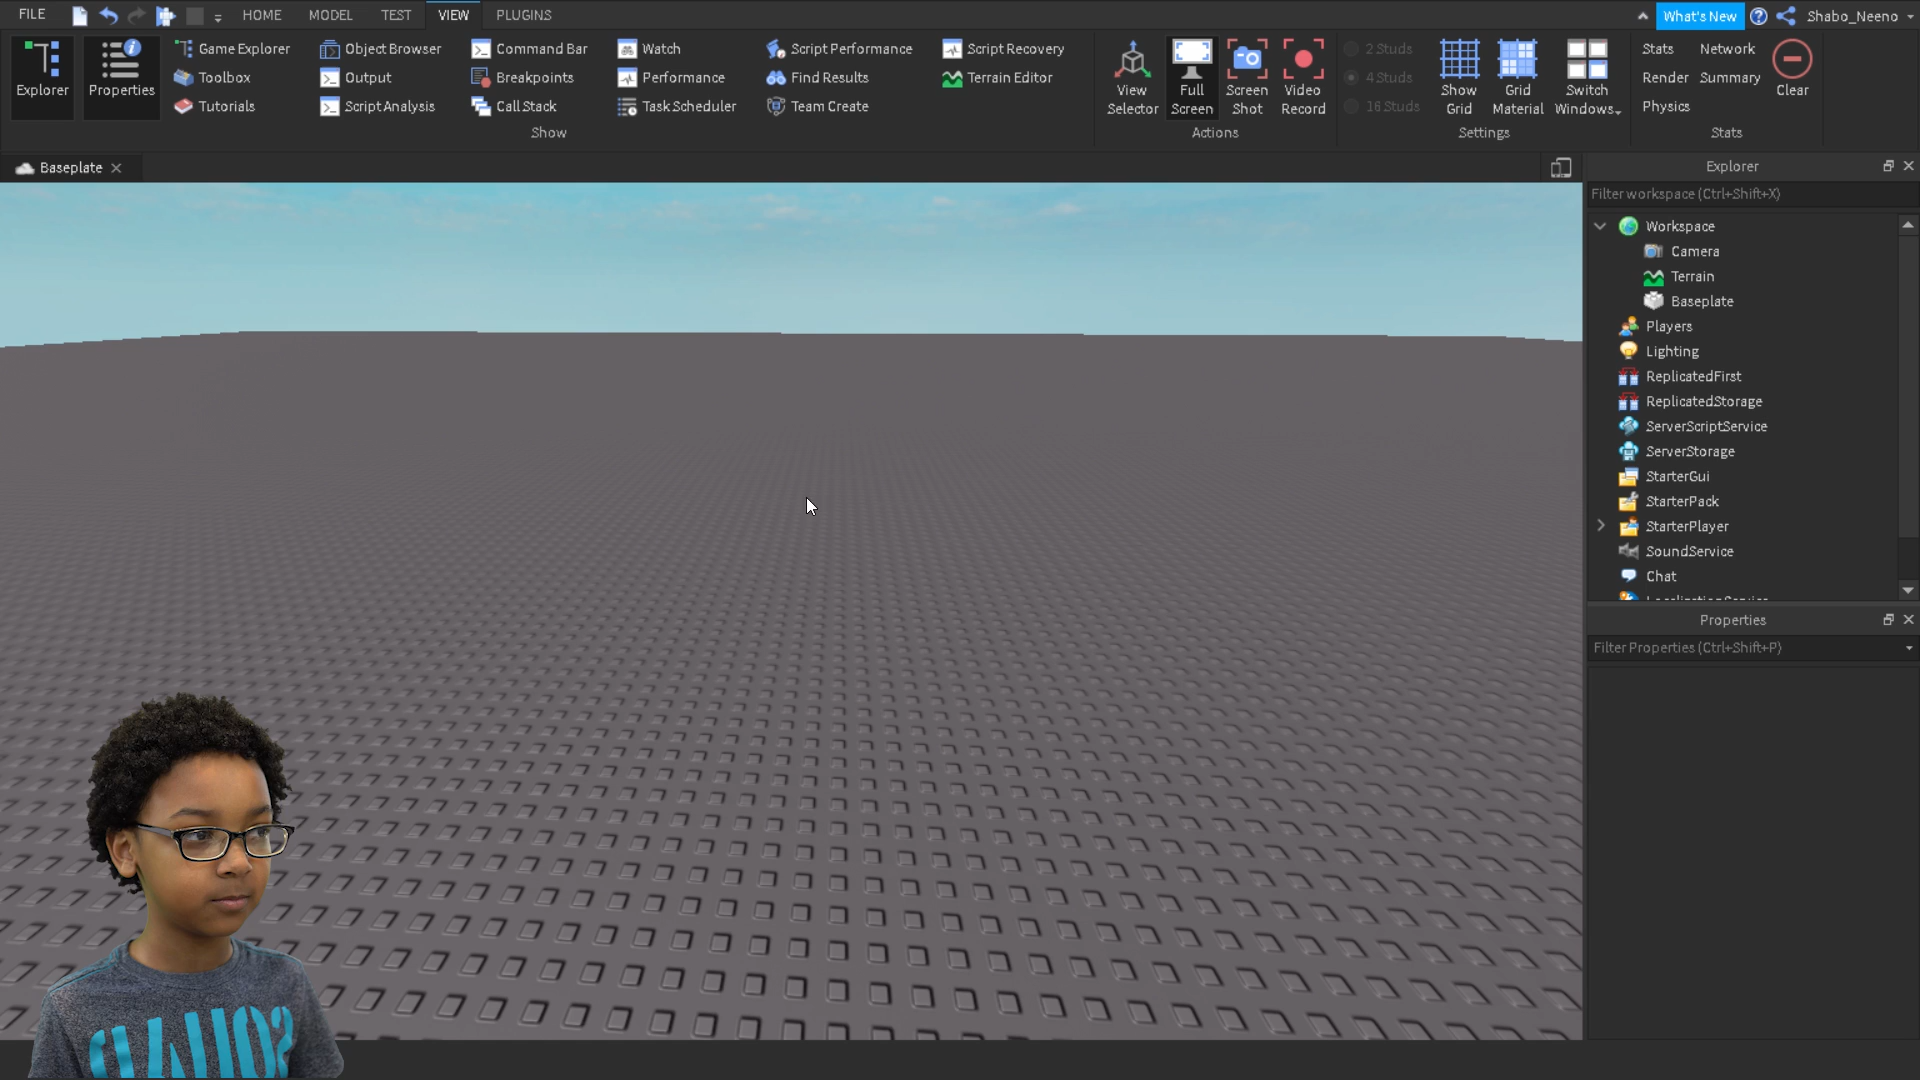 FILE HOME MODEL TEST VIEW PLUGINS What's New Shabo_Neeno
Explorer
Properties
Game Explorer
Toolbox
Tutorials
Object Browser
Output
Script Analysis
Command Bar
Breakpoints
Call Stack
Watch
Performance
Task Scheduler
Script Performance
Find Results
Team Create
Script Recovery
Terrain Editor
Show
View
Selector
Full
Screen
Screen
Shot
Video
Record
Actions
2 Studs
4 Studs
16 Studs
Show
Grid
Grid
Material
Switch
Windows
Settings
Stats Network
Render Summary
Physics
Clear
Stats
Baseplate
Explorer
Filter workspace (Ctrl+Shift+X)
Workspace
Camera
Terrain
Baseplate
Players
Lighting
ReplicatedFirst
ReplicatedStorage
ServerScriptService
ServerStorage
StarterGui
StarterPack
StarterPlayer
SoundService
Chat
LocalizationService
Properties
Filter Properties (Ctrl+Shift+P)